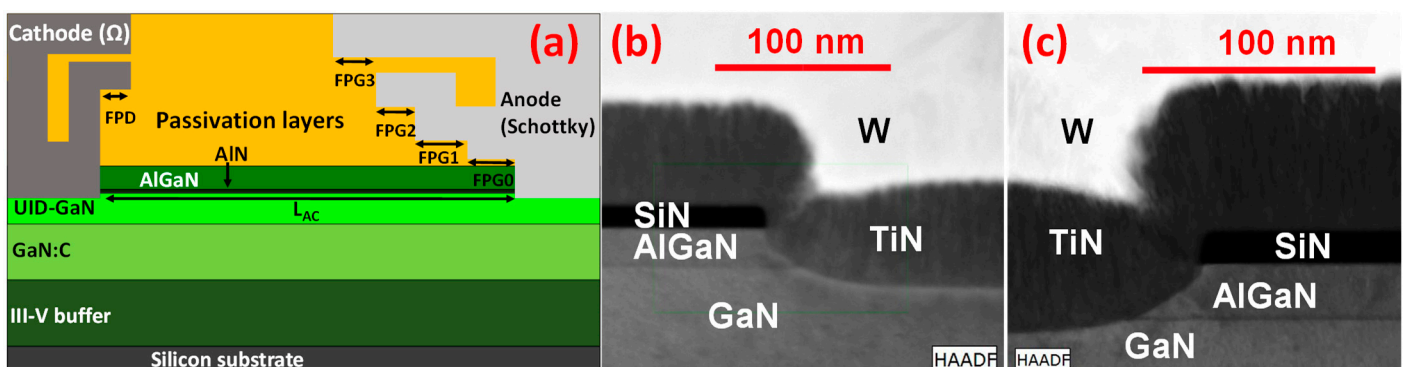 Cathode (Ω)
(a)
FPG3
FPD
Anode
(Schottky)
Passivation layers
FPG2
FPG1
AlN
AlGaN
FPG0
UID-GaN
L_AC
GaN:C
III-V buffer
Silicon substrate
(b)
100 nm
W
SiN
AlGaN
TiN
GaN
HAADF
(c)
100 nm
W
TiN
SiN
AlGaN
GaN
HAADF